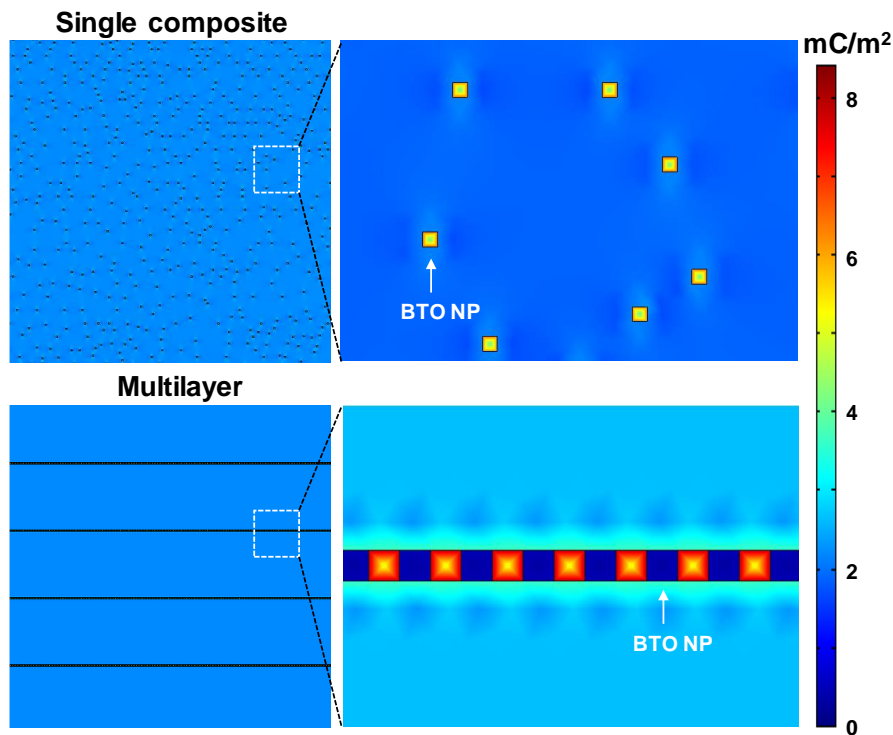 Single composite
mC/m²
8
BTO NP
6
Multilayer
4
2
BTO NP
0